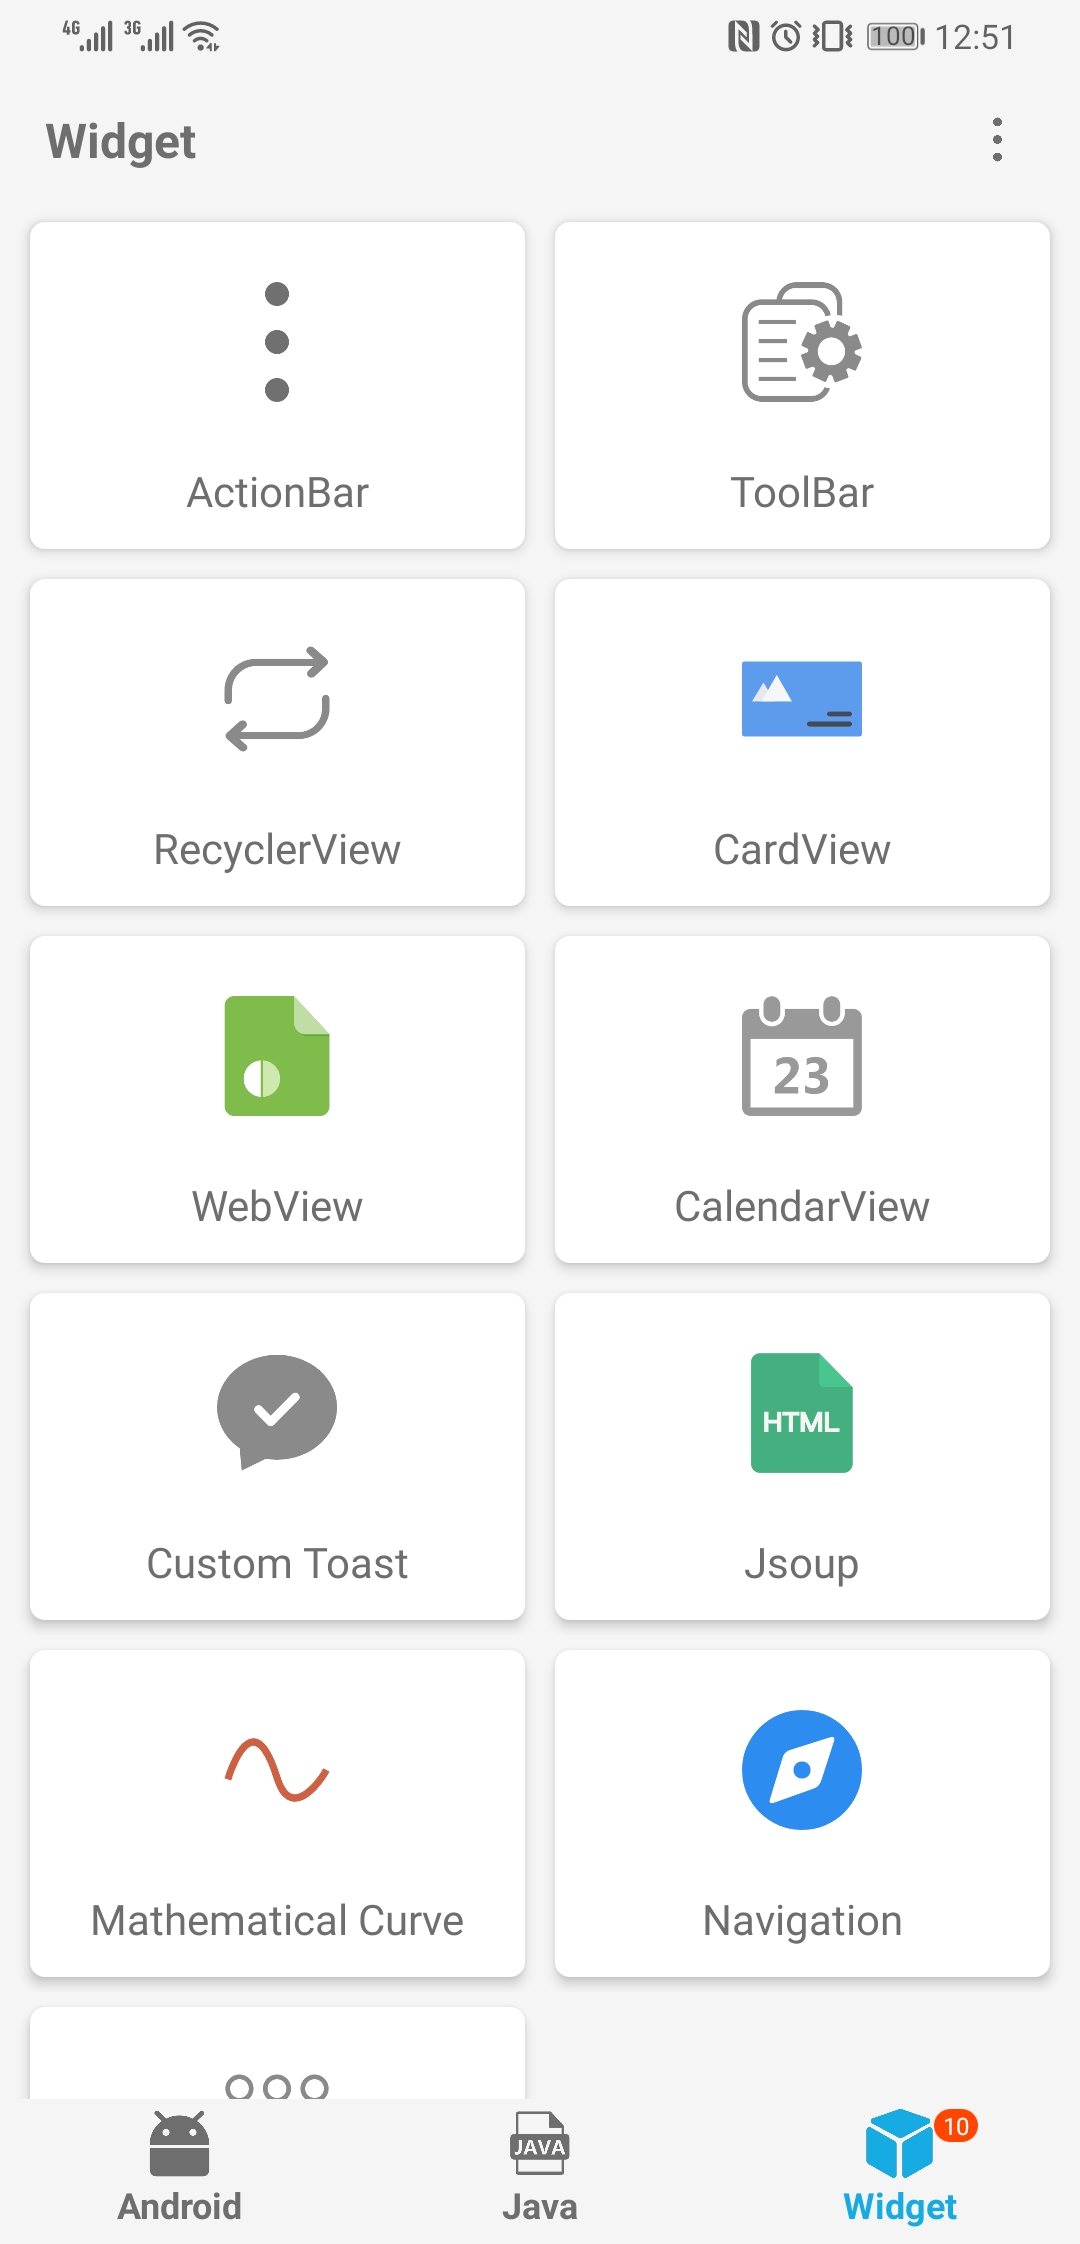 4G 3G 100 12:51
Widget
ActionBar
ToolBar
RecyclerView
CardView
23
WebView
CalendarView
HTML
Custom Toast
Jsoup
Mathematical Curve
Navigation
JAVA
10
Android
Java
Widget